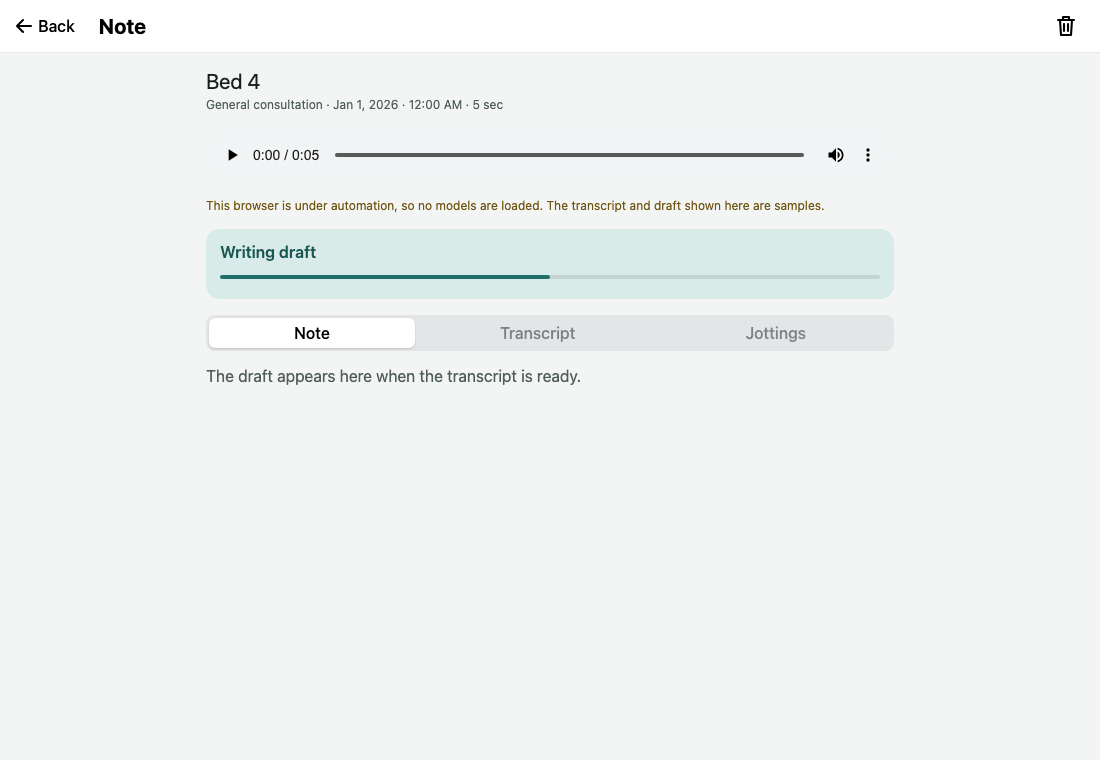 Back Note
Bed 4
General consultation · Jan 1, 2026 · 12:00 AM · 5 sec
0:00 / 0:05
This browser is under automation, so no models are loaded. The transcript and draft shown here are samples.
Writing draft
Note Transcript Jottings
The draft appears here when the transcript is ready.